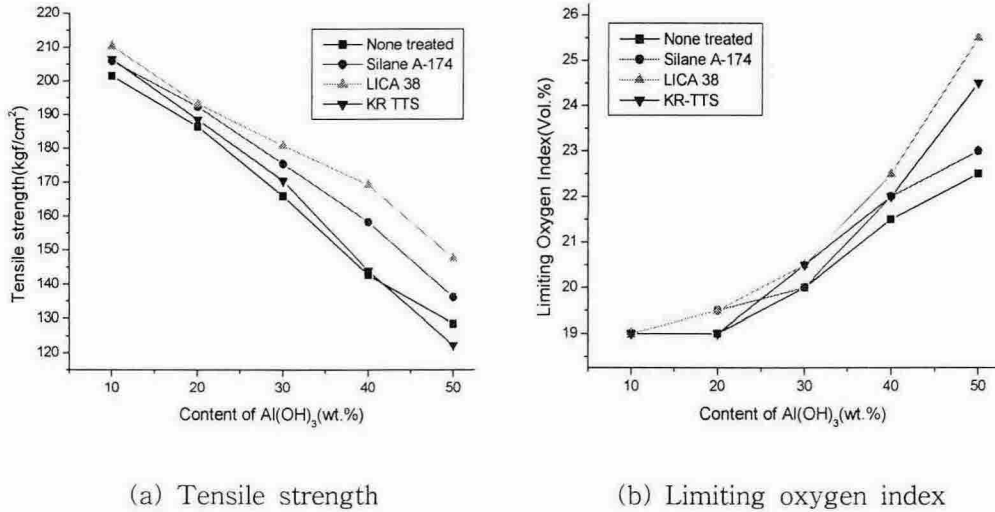 220
210
200
190
180
170
160
150
140
130
120
10 20 30 40 50
Tensile strength(kgf/cm²)
Content of Al(OH)₃(wt.%)
None treated
Silane A-174
LICA 38
KR TTS
(a) Tensile strength
26
25
24
23
22
21
20
19
10 20 30 40 50
Limiting Oxygen Index(Vol.%)
Content of Al(OH)₃(wt.%)
None treated
Silane A-174
LICA 38
KR-TTS
(b) Limiting oxygen index